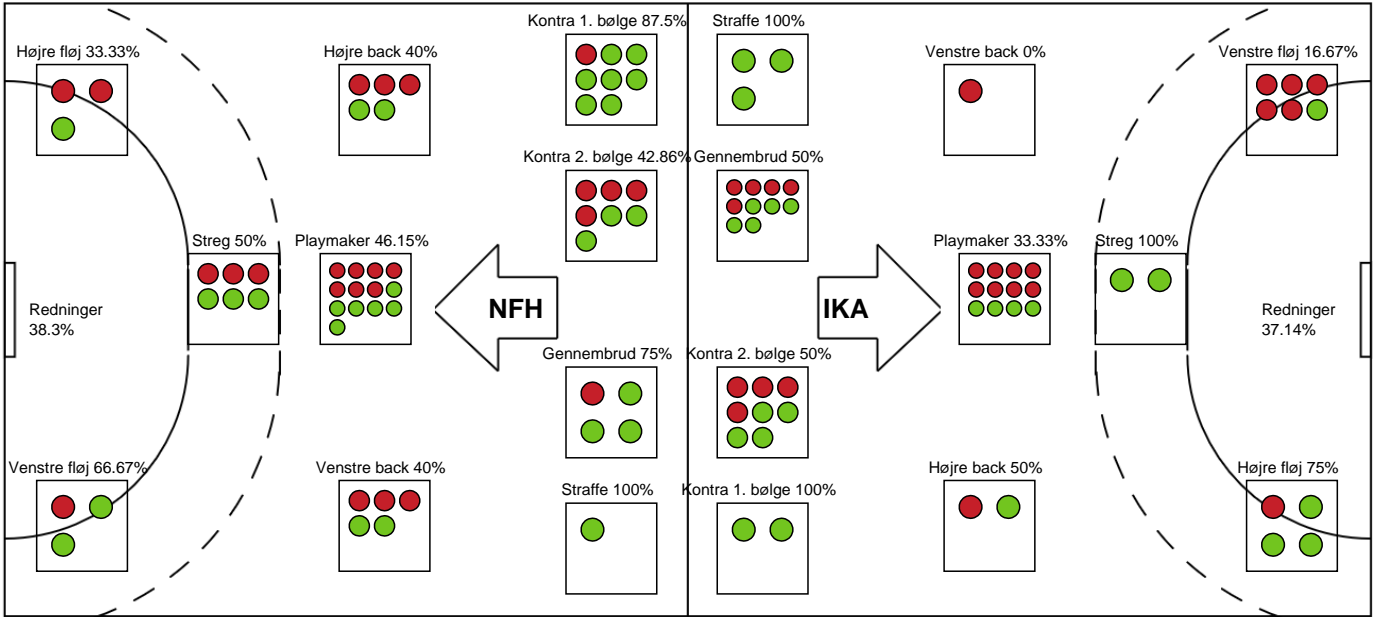 Kontra 1. bølge 87.5%
Straffe 100%
Højre fløj 33.33%
Højre back 40%
Venstre back 0%
Venstre fløj 16.67%
Kontra 2. bølge 42.86%
Gennembrud 50%
Streg 50%
Playmaker 46.15%
Playmaker 33.33%
Streg 100%
Redninger
38.3%
NFH
IKA
Redninger
37.14%
Gennembrud 75%
Kontra 2. bølge 50%
Venstre fløj 66.67%
Venstre back 40%
Højre back 50%
Højre fløj 75%
Straffe 100%
Kontra 1. bølge 100%